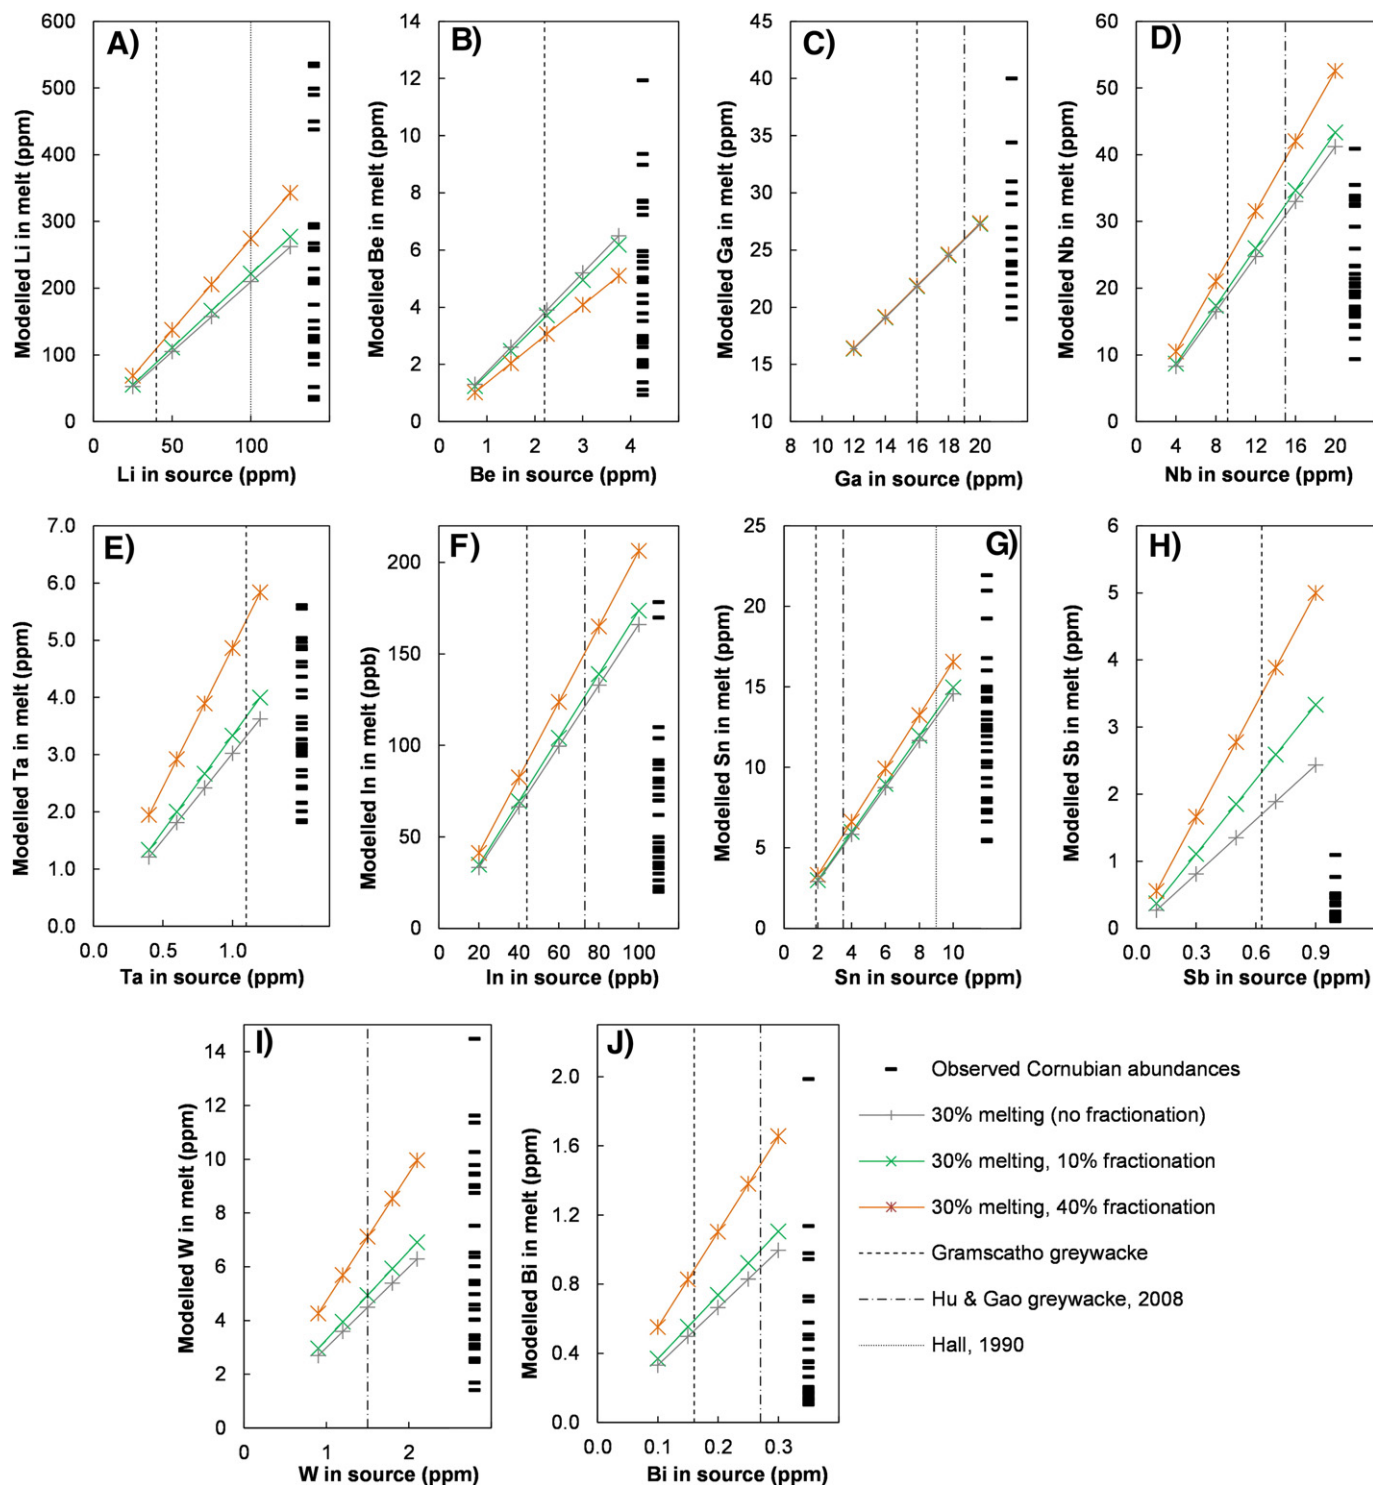 A)
600
500
400
300
200
100
0
Modelled Li in melt (ppm)
0 50 100
Li in source (ppm)
B)
14
12
10
8
6
4
2
0
Modelled Be in melt (ppm)
0 1 2 3 4
Be in source (ppm)
C)
45
40
35
30
25
20
15
10
Modelled Ga in melt (ppm)
8 10 12 14 16 18 20
Ga in source (ppm)
D)
60
50
40
30
20
10
0
Modelled Nb in melt (ppm)
0 4 8 12 16 20
Nb in source (ppm)
E)
7.0
6.0
5.0
4.0
3.0
2.0
1.0
0.0
Modelled Ta in melt (ppm)
0.0 1.0
Ta in source (ppm)
F)
200
150
100
50
0
Modelled In in melt (ppb)
0 20 40 60 80 100
In in source (ppb)
G)
25
20
15
10
5
0
Modelled Sn in melt (ppm)
0 2 4 6 8 10
Sn in source (ppm)
H)
6
5
4
3
2
1
0
Modelled Sb in melt (ppm)
0.0 0.3 0.6 0.9
Sb in source (ppm)
I)
14
12
10
8
6
4
2
0
Modelled W in melt (ppm)
0 1 2
W in source (ppm)
J)
2.0
1.6
1.2
0.8
0.4
0.0
Modelled Bi in melt (ppm)
0.0 0.1 0.2 0.3
Bi in source (ppm)
Observed Cornubian abundances
30% melting (no fractionation)
30% melting, 10% fractionation
30% melting, 40% fractionation
Gramscatho greywacke
Hu & Gao greywacke, 2008
Hall, 1990